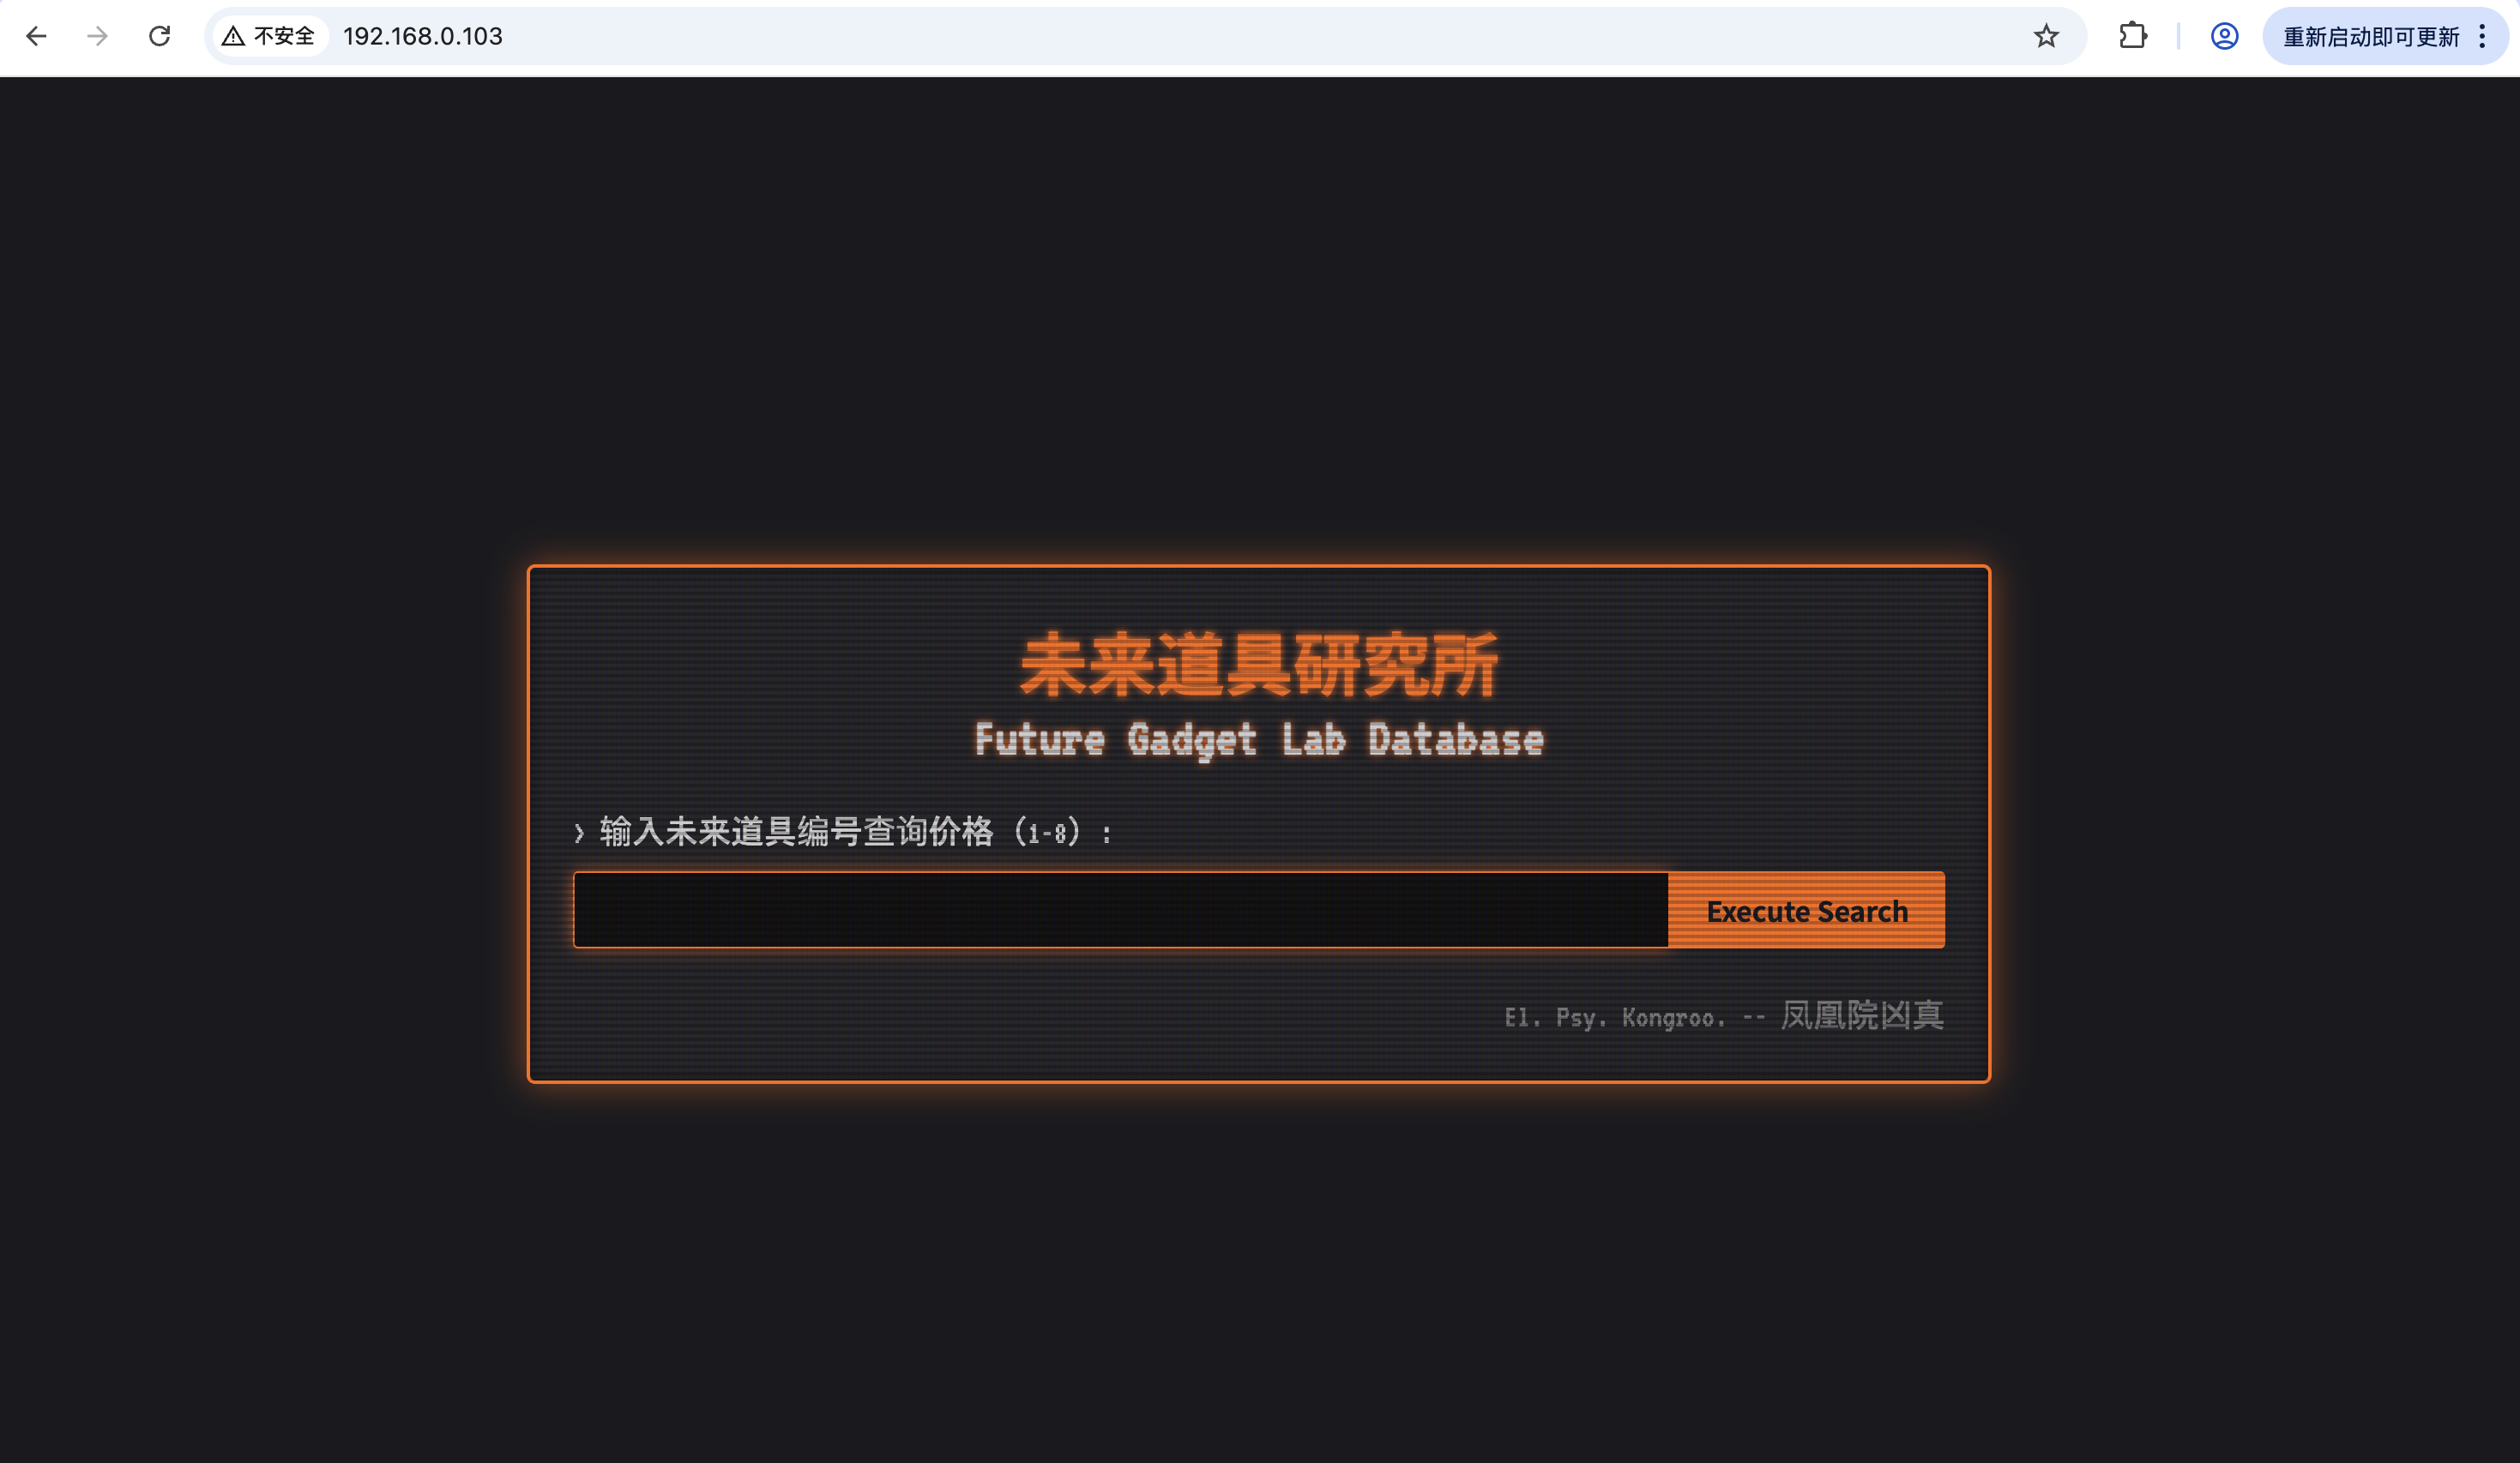 不安全 192.168.0.103 重新启动即可更新
未来道具研究所
Future Gadget Lab Database
› 输入未来道具编号查询价格（1-8）：
Execute Search
El. Psy. Kongroo. -- 凤凰院凶真